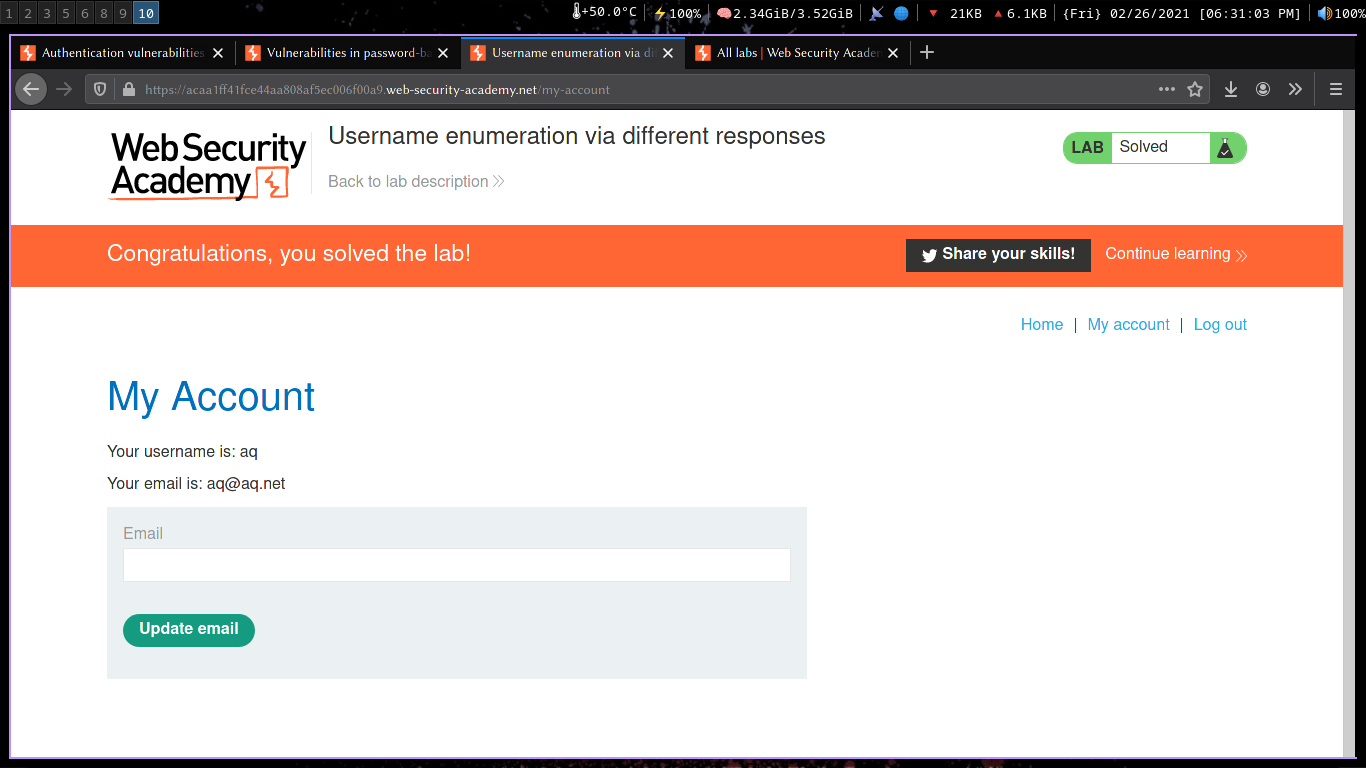 1 2 3 5 6 8 9 10 +50.0°C 100% 2.34GiB/3.52GiB 21KB 6.1KB {Fri} 02/26/2021 [06:31:03 PM] 100%
Authentication vulnerabilities Vulnerabilities in password-ba Username enumeration via di All labs | Web Security Acade
https://acaa1ff41fce44aa808af5ec006f00a9.web-security-academy.net/my-account
Web Security
Academy
Username enumeration via different responses
Back to lab description
LAB Solved
Congratulations, you solved the lab!
Share your skills! Continue learning
Home | My account | Log out
My Account
Your username is: aq
Your email is: aq@aq.net
Email
Update email